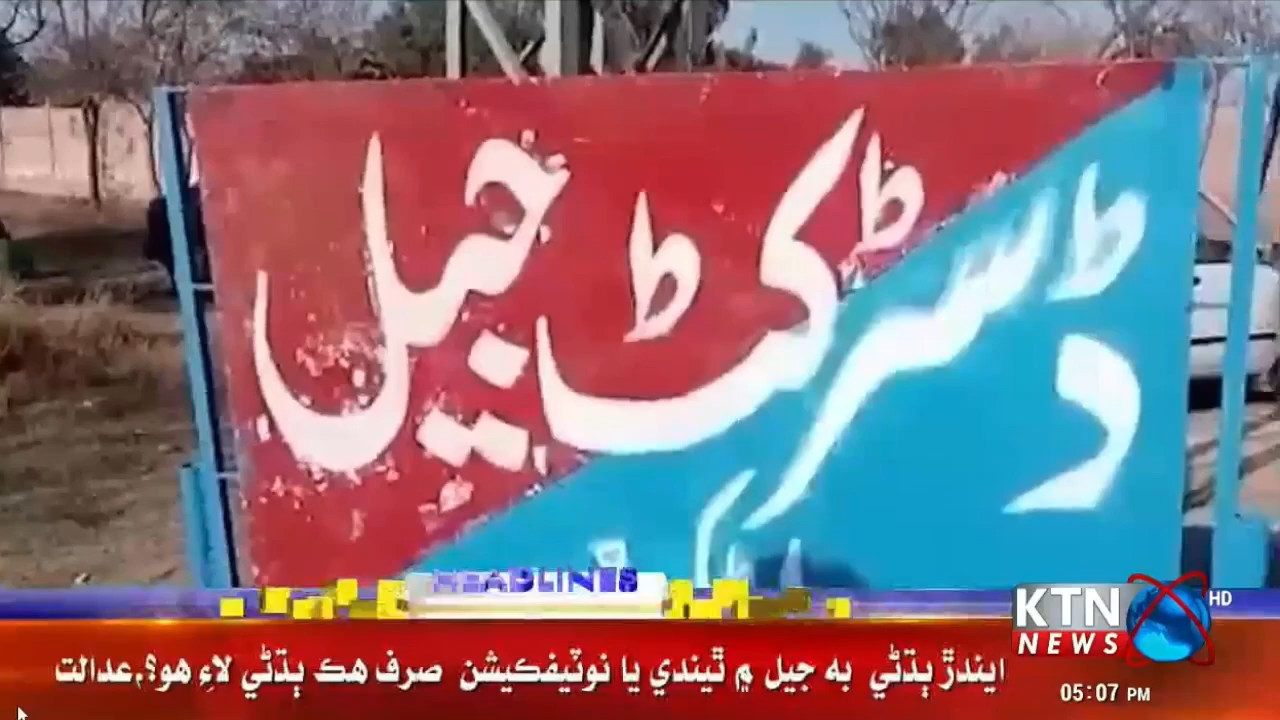 ڈسٹرکٹ جیل
HEADLINES
KTN NEWS HD
ايندڙ ٻڌڻي به جيل ۾ ٿيندي يا نوٽيفڪيشن صرف هڪ ٻڌڻي لاءِ هو؟،عدالت
05:07 PM